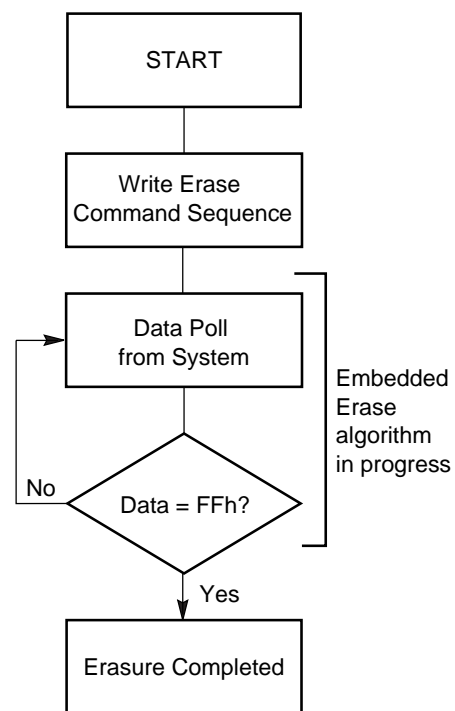 START
Write Erase
Command Sequence
Data Poll
from System
Embedded
Erase
algorithm
in progress
No
Data = FFh?
Yes
Erasure Completed